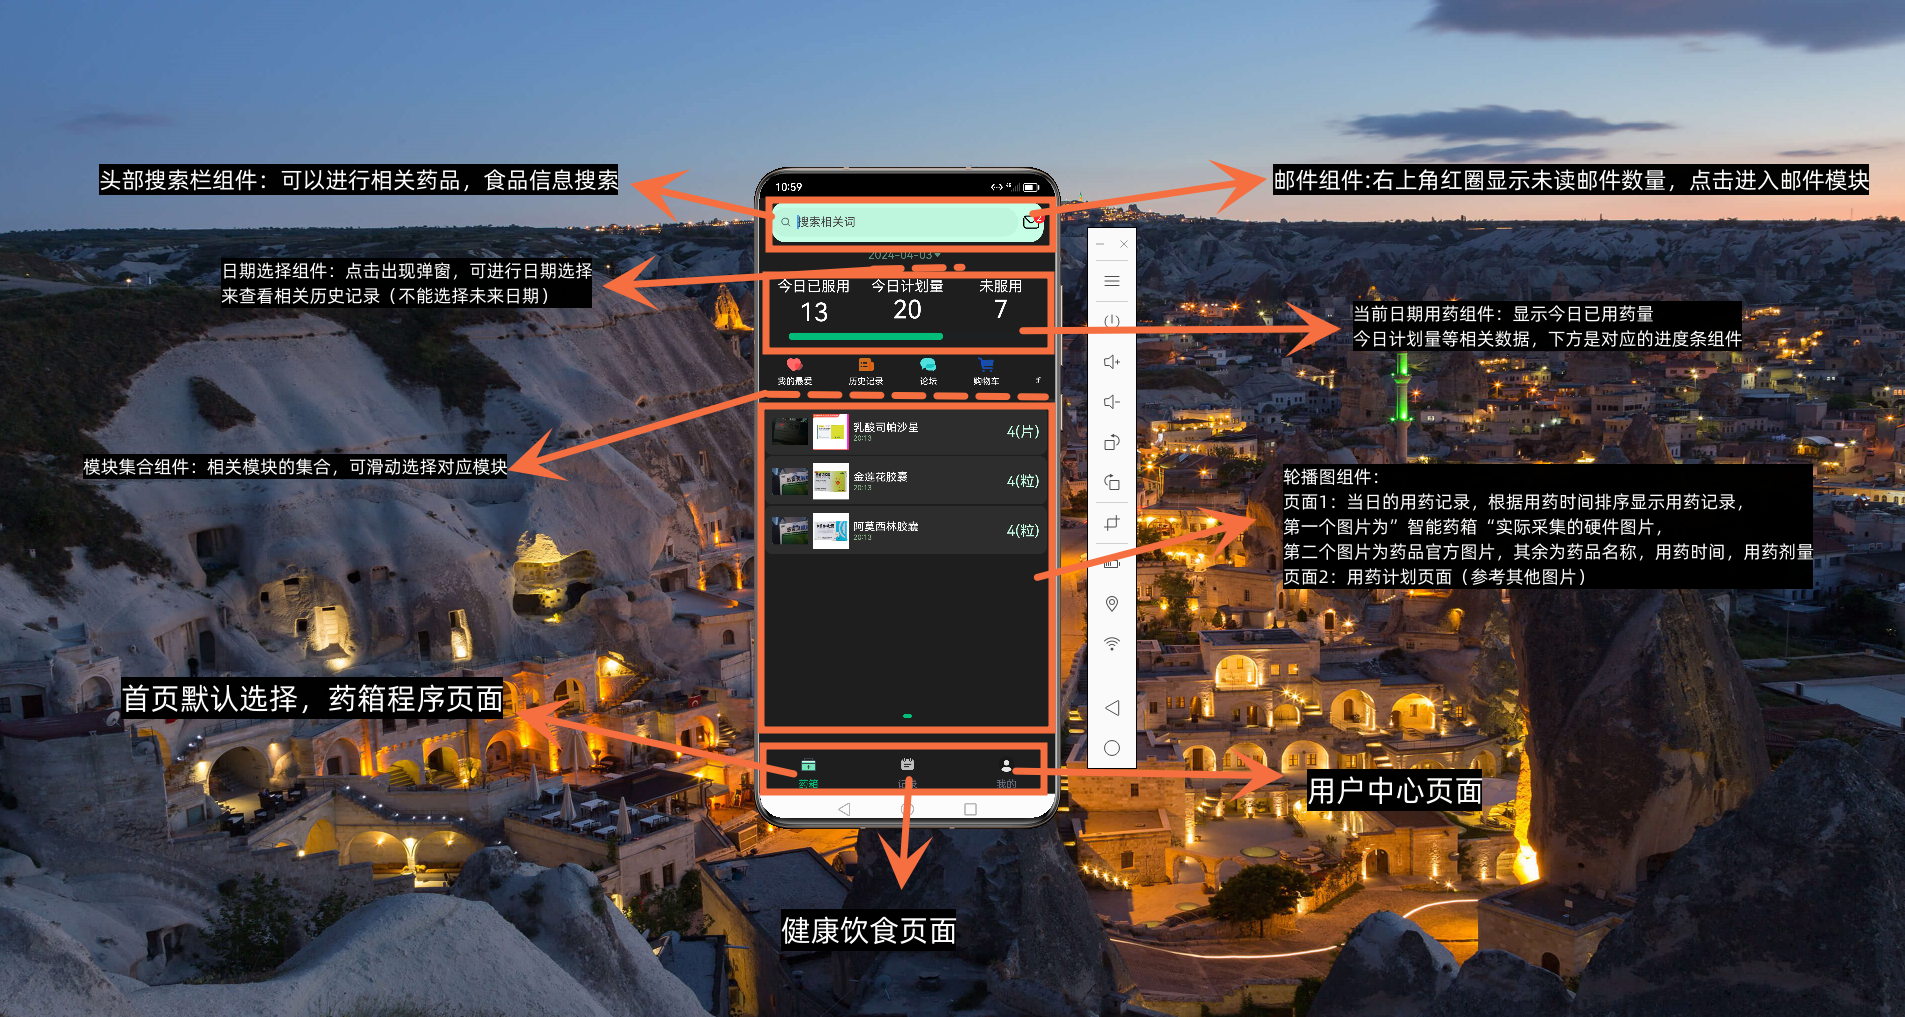 头部搜索栏组件：可以进行相关药品，食品信息搜索
邮件组件:右上角红圈显示未读邮件数量，点击进入邮件模块
10:59
搜索相关词
2
2024-04-03
日期选择组件：点击出现弹窗，可进行日期选择
来查看相关历史记录（不能选择未来日期）
今日已服用 今日计划量 未服用
13 20 7
当前日期用药组件：显示今日已用药量
今日计划量等相关数据，下方是对应的进度条组件
我的最爱 历史记录 论坛 购物车
模块集合组件：相关模块的集合，可滑动选择对应模块
乳酸司帕沙星
20:13
4(片)
金莲花胶囊
20:13
4(粒)
阿莫西林胶囊
20:13
4(粒)
轮播图组件：
页面1：当日的用药记录，根据用药时间排序显示用药记录，
第一个图片为”智能药箱“实际采集的硬件图片，
第二个图片为药品官方图片，其余为药品名称，用药时间，用药剂量
页面2：用药计划页面（参考其他图片）
首页默认选择，药箱程序页面
药箱 我的
用户中心页面
健康饮食页面